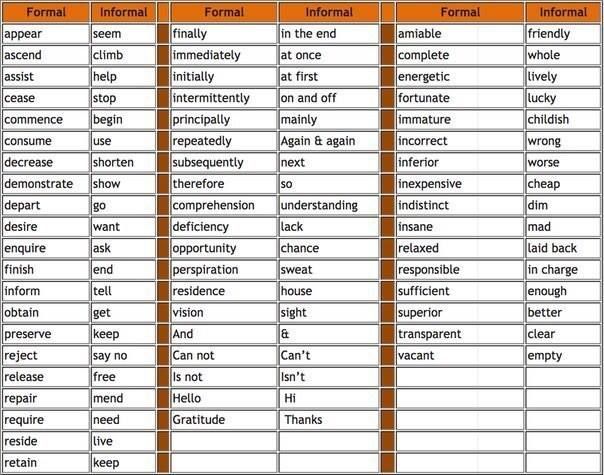 Formal Informal Formal Informal Formal Informal
appear seem finally in the end amiable friendly
ascend climb immediately at once complete whole
assist help initially at first energetic lively
cease stop intermittently on and off fortunate lucky
commence begin principally mainly immature childish
consume use repeatedly Again & again incorrect wrong
decrease shorten subsequently next inferior worse
demonstrate show therefore so inexpensive cheap
depart go comprehension understanding indistinct dim
desire want deficiency lack insane mad
enquire ask opportunity chance relaxed laid back
finish end perspiration sweat responsible in charge
inform tell residence house sufficient enough
obtain get vision sight superior better
preserve keep And & transparent clear
reject say no Can not Can't vacant empty
release free Is not Isn't
repair mend Hello Hi
require need Gratitude Thanks
reside live
retain keep